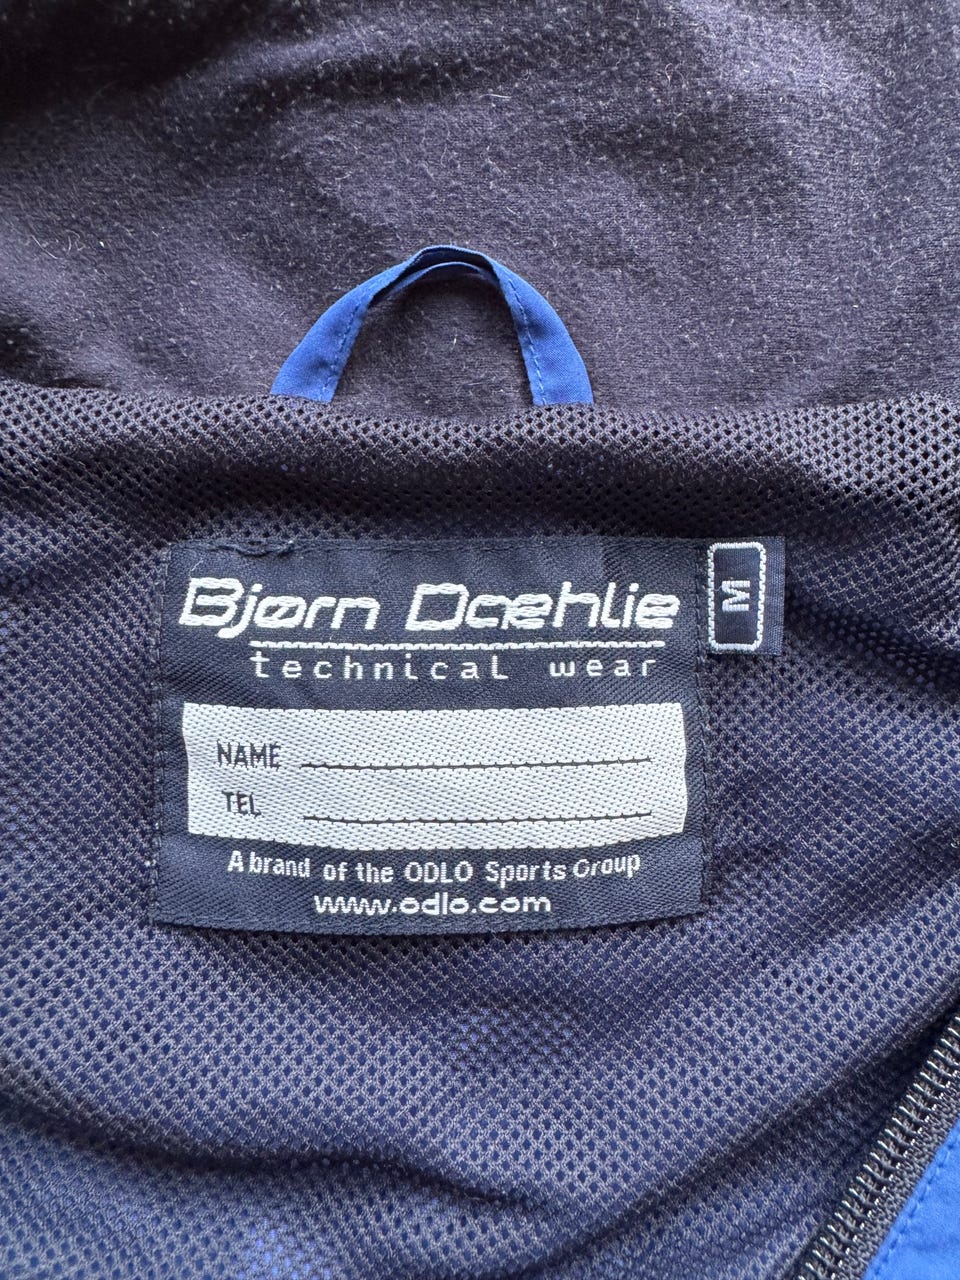 Bjørn Dæhlie
technical wear
M
NAME
TEL
A brand of the ODLO Sports Group
www.odlo.com